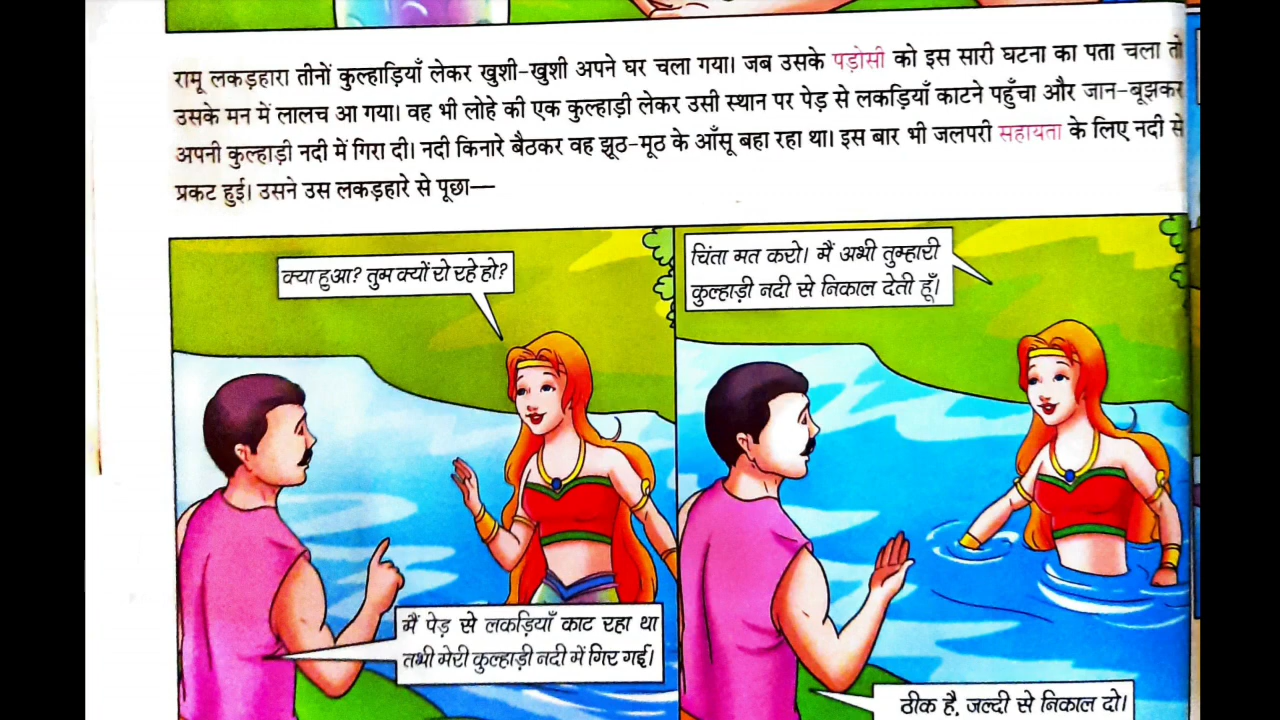 रामू लकड़हारा तीनों कुल्हाड़ियाँ लेकर खुशी-खुशी अपने घर चला गया। जब उसके पड़ोसी को इस सारी घटना का पता चला तो
उसके मन में लालच आ गया। वह भी लोहे की एक कुल्हाड़ी लेकर उसी स्थान पर पेड़ से लकड़ियाँ काटने पहुँचा और जान-बूझकर
अपनी कुल्हाड़ी नदी में गिरा दी। नदी किनारे बैठकर वह झूठ-मूठ के आँसू बहा रहा था। इस बार भी जलपरी सहायता के लिए नदी से
प्रकट हुई। उसने उस लकड़हारे से पूछा—
क्या हुआ? तुम क्यों रो रहे हो?
मैं पेड़ से लकड़ियाँ काट रहा था
तभी मेरी कुल्हाड़ी नदी में गिर गई।
चिंता मत करो। मैं अभी तुम्हारी
कुल्हाड़ी नदी से निकाल देती हूँ।
ठीक है, जल्दी से निकाल दो।